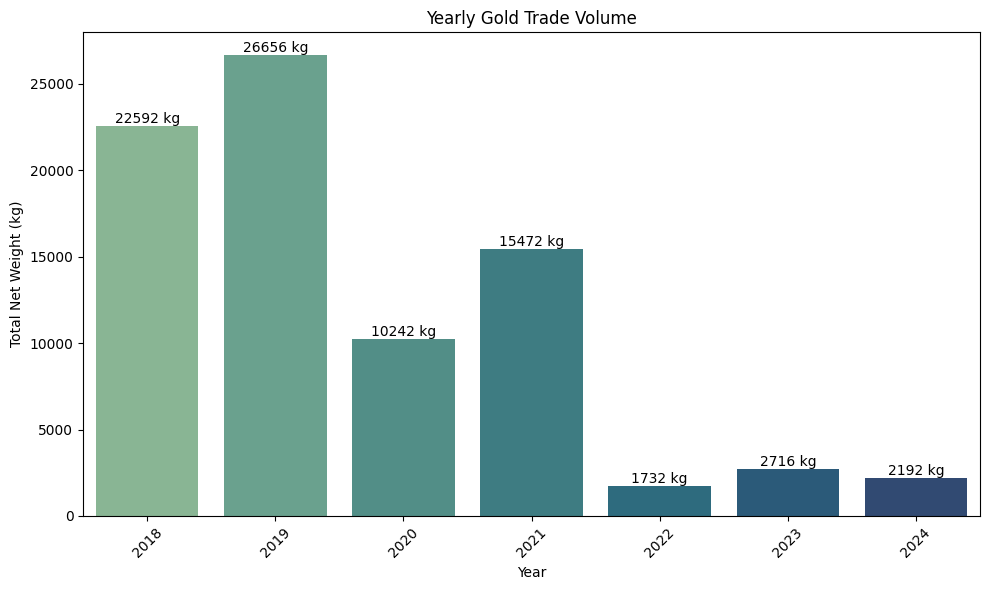 Yearly Gold Trade Volume
Total Net Weight (kg)
25000
20000
15000
10000
5000
0
22592 kg
26656 kg
10242 kg
15472 kg
1732 kg
2716 kg
2192 kg
2018
2019
2020
2021
2022
2023
2024
Year